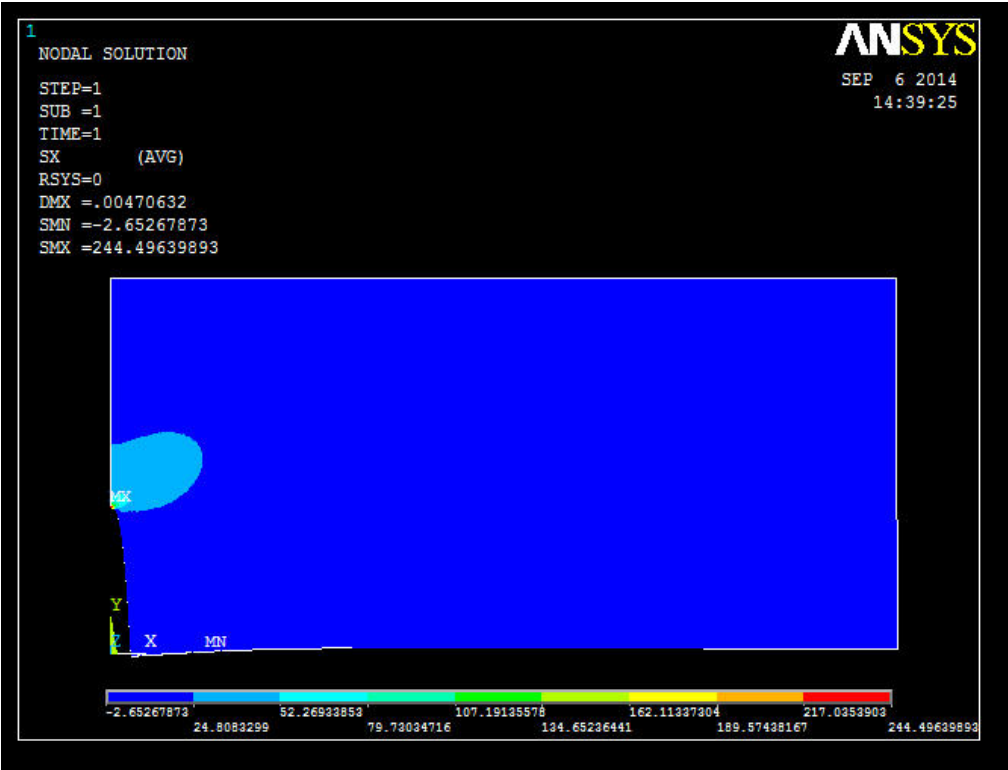 1
NODAL SOLUTION
ANSYS
STEP=1
SUB =1
TIME=1
SX (AVG)
RSYS=0
DMX =.00470632
SMN =-2.65267873
SMX =244.49639893
SEP 6 2014
14:39:25
MX
Y
Z X MN
-2.65267873 52.26933853 107.19135578 162.11337304 217.0353903
24.8083299 79.73034716 134.65236441 189.57438167 244.49639893